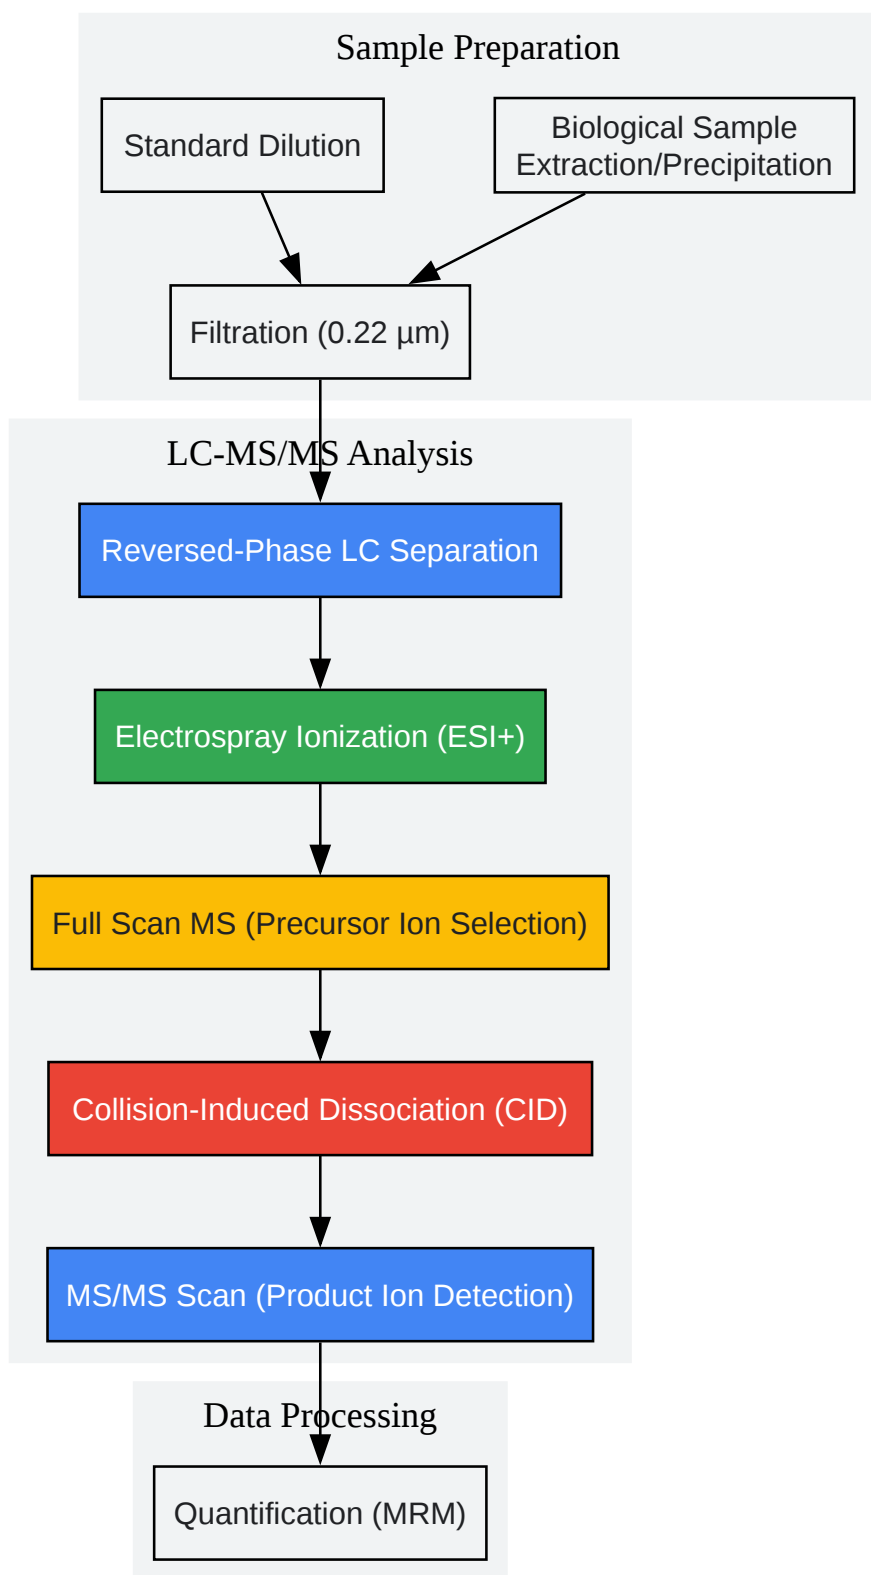 Sample Preparation
Standard Dilution
Biological Sample
Extraction/Precipitation
Filtration (0.22 µm)
LC-MS/MS Analysis
Reversed-Phase LC Separation
Electrospray Ionization (ESI+)
Full Scan MS (Precursor Ion Selection)
Collision-Induced Dissociation (CID)
MS/MS Scan (Product Ion Detection)
Data Processing
Quantification (MRM)